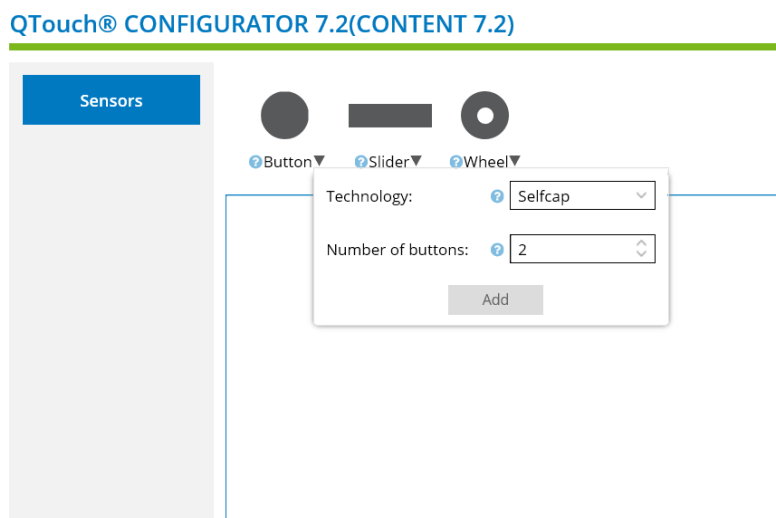 QTouch® CONFIGURATOR 7.2(CONTENT 7.2)
Sensors
?Button▼ ?Slider▼ ?Wheel▼
Technology: ? Selfcap
Number of buttons: ? 2
Add